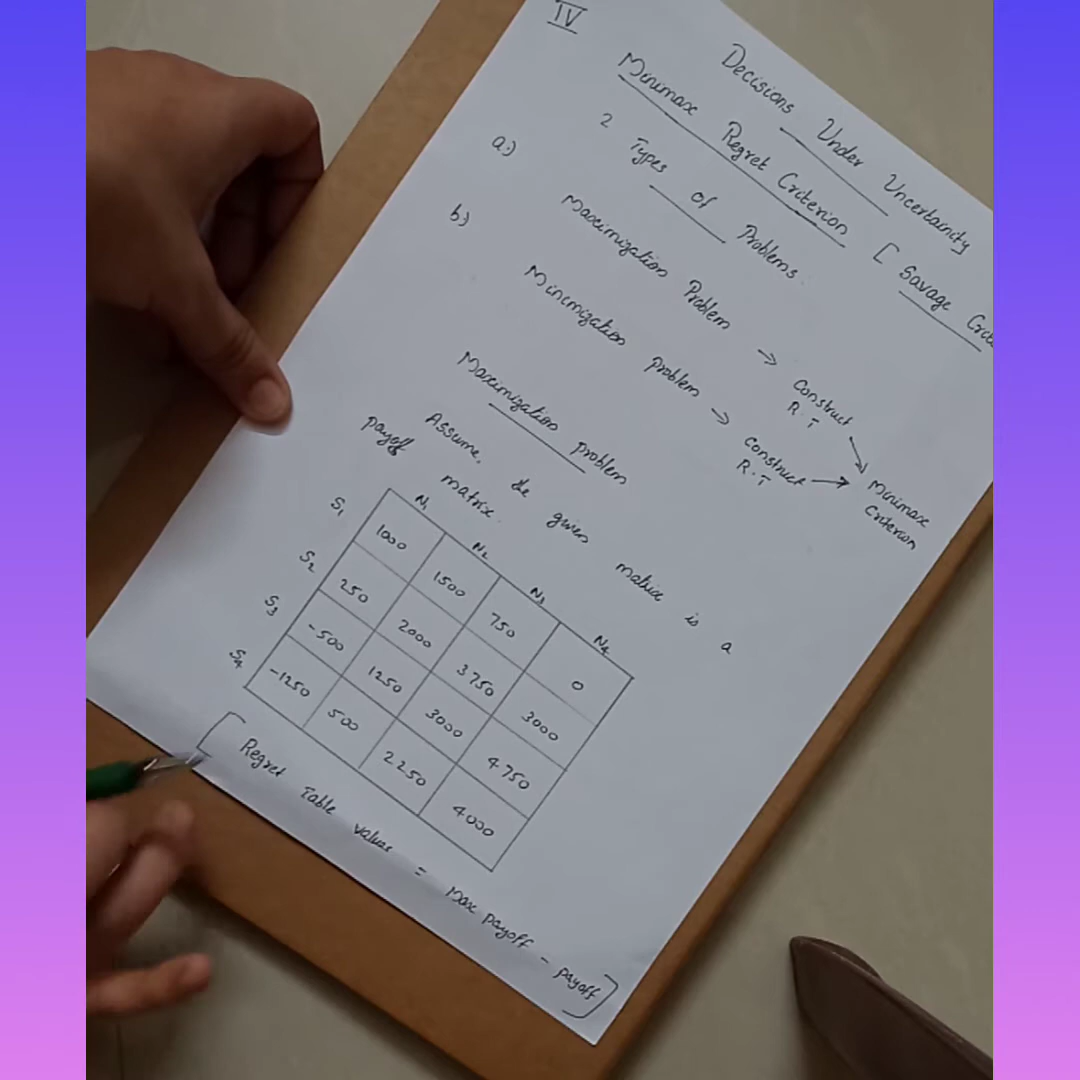 IV
Decisions Under Uncertainity
Minimax Regret Criterion [ Savage
2 Types of Problems.
a.) Maximization Problem → Construct R.T
b.) Minimization problem → Construct R.T → Minimax Criterion
Maximization problem
Assume, the given matrix is a
payoff matrix.
N1 N2 N3 N4
S1 1000 1500 750 0
S2 250 2000 3750 3000
S3 -500 1250 3000 4750
S4 -1250 500 2250 4000
[ Regret Table values = Max payoff - payoff ]